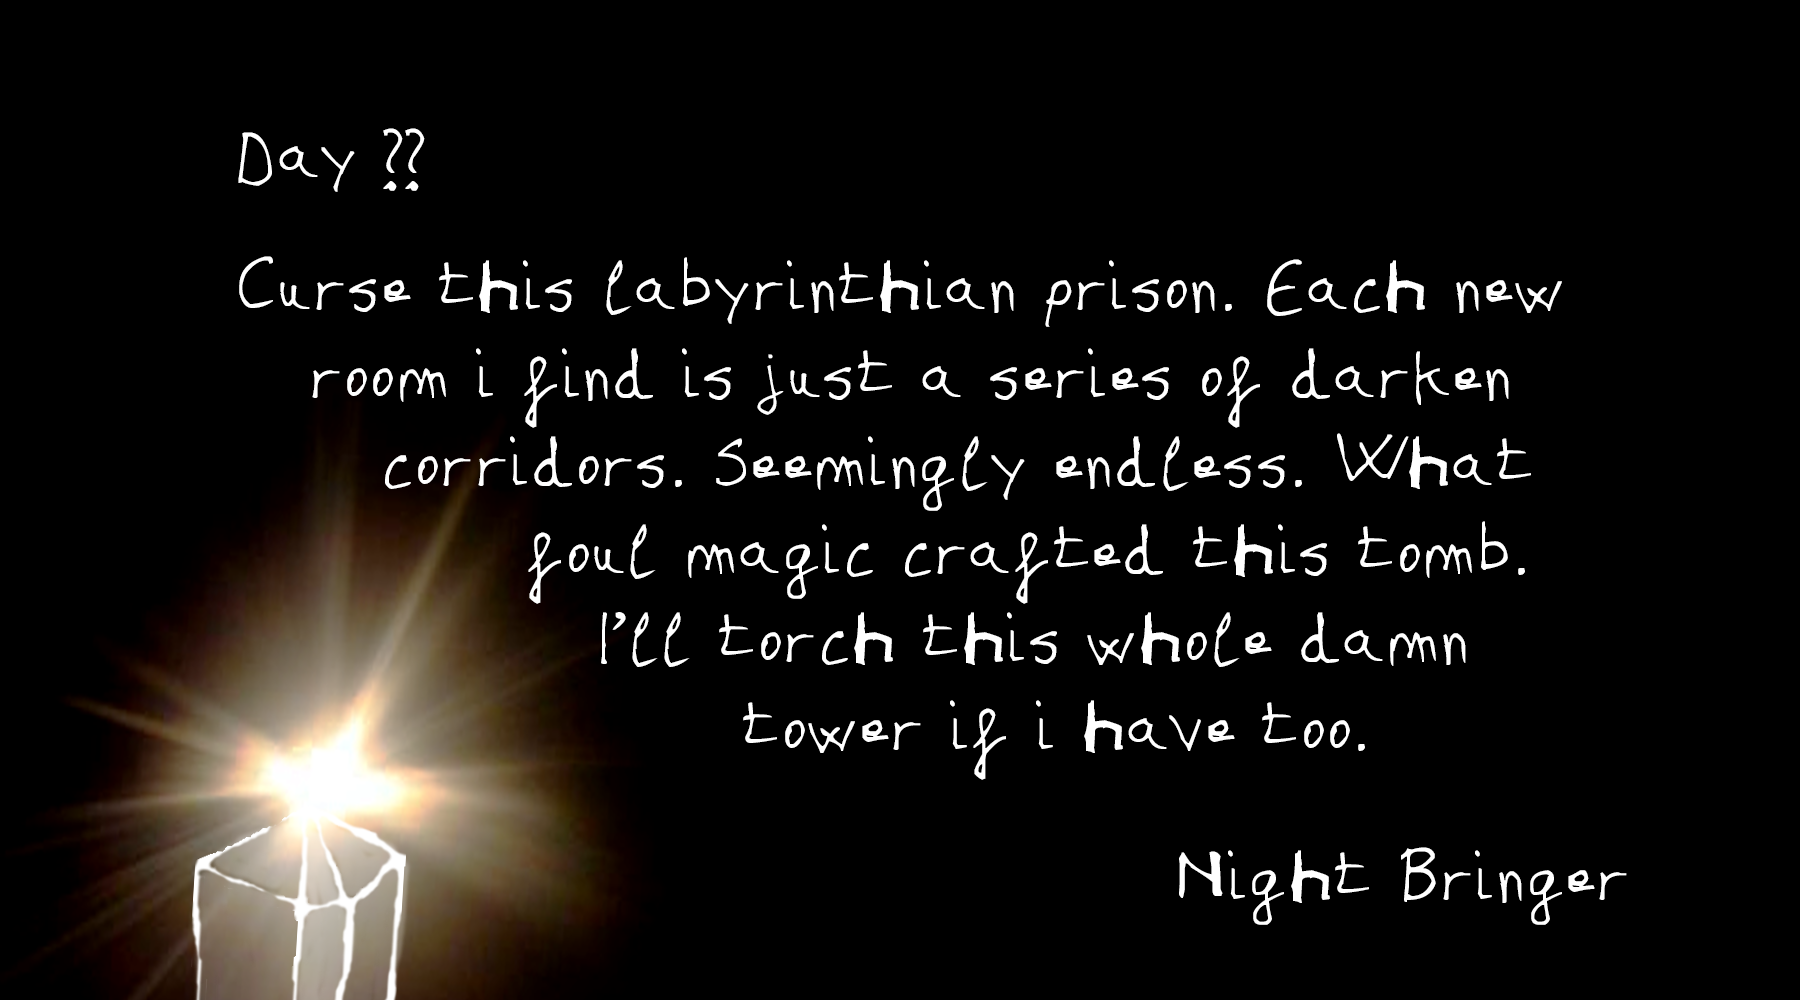 Day ??
Curse this labyrinthian prison. Each new
room i find is just a series of darken
corridors. Seemingly endless. What
foul magic crafted this tomb.
I'll torch this whole damn
tower if i have too.
Night Bringer